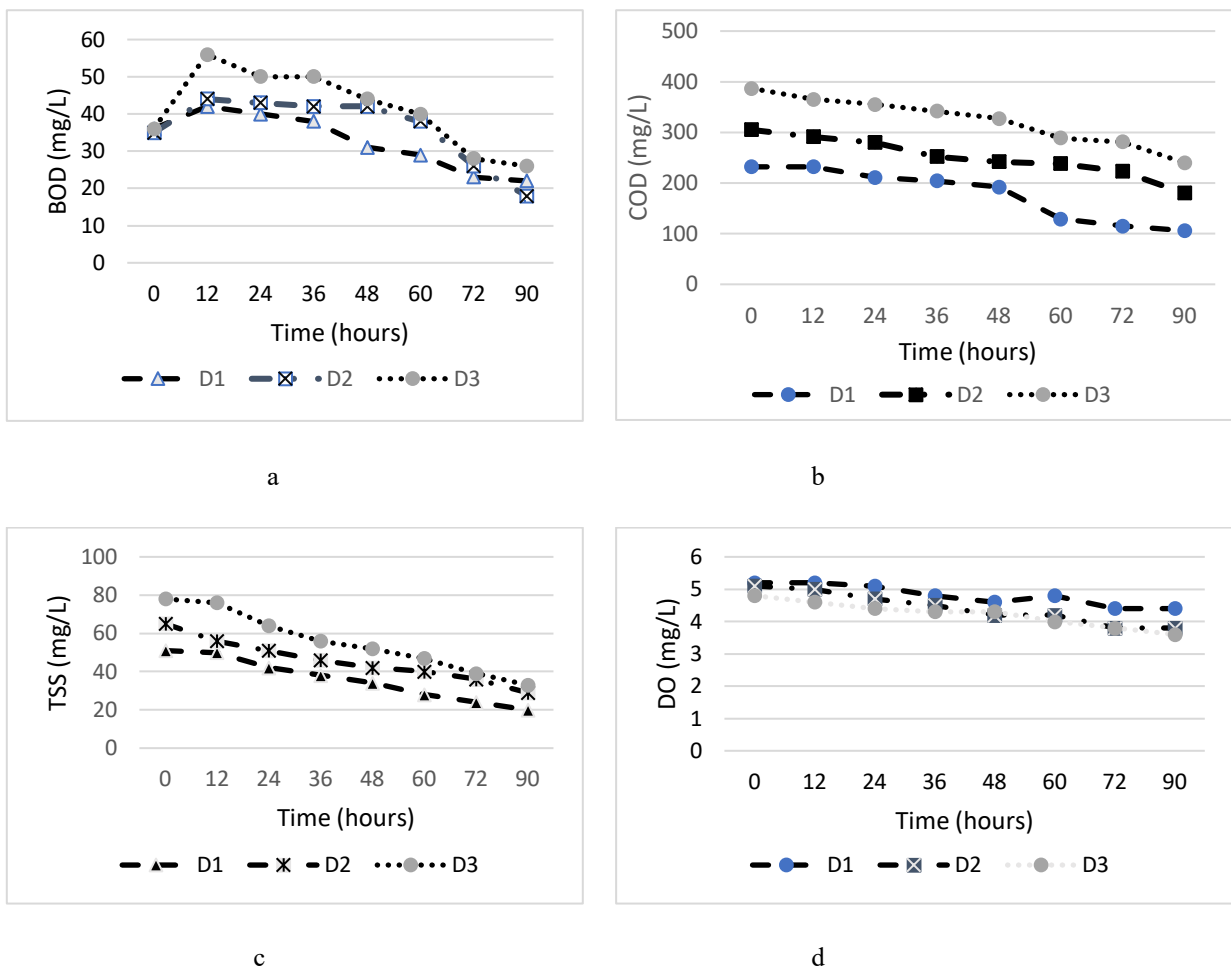 BOD (mg/L)
60
50
40
30
20
10
0
0 12 24 36 48 60 72 90
Time (hours)
D1 D2 D3
a
COD (mg/L)
500
400
300
200
100
0
0 12 24 36 48 60 72 90
Time (hours)
D1 D2 D3
b
TSS (mg/L)
100
80
60
40
20
0
0 12 24 36 48 60 72 90
Time (hours)
D1 D2 D3
c
DO (mg/L)
6
5
4
3
2
1
0
0 12 24 36 48 60 72 90
Time (hours)
D1 D2 D3
d